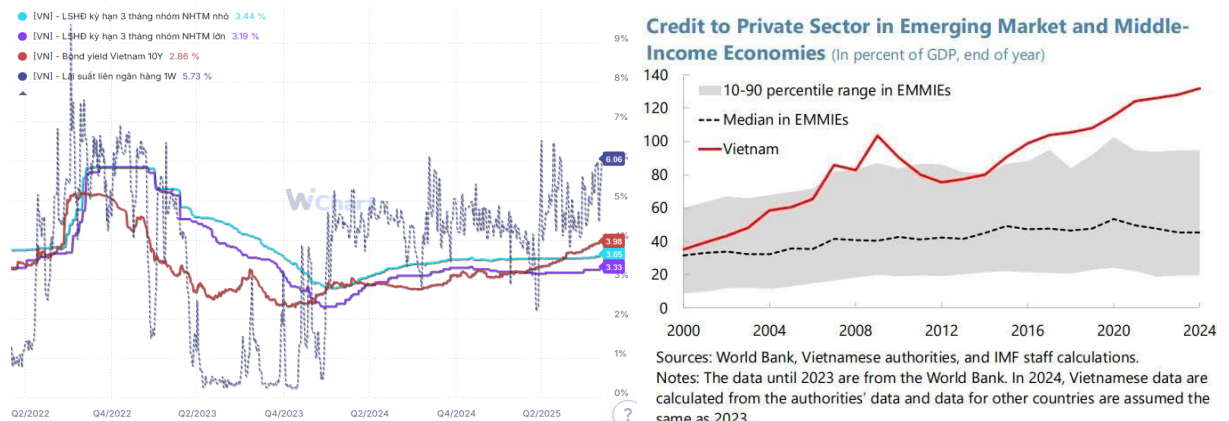 [VN] - LSHĐ kỳ hạn 3 tháng nhóm NHTM nhỏ 3.44 %
[VN] - LSHĐ kỳ hạn 3 tháng nhóm NHTM lớn 3.19 %
[VN] - Bond yield Vietnam 10Y 2.86 %
[VN] - Lãi suất liên ngân hàng 1W 5.73 %
9%
8%
7%
6%
6.06
5%
4%
3.98
3.65
3.33
3%
2%
1%
0%
WiChart
Q2/2022
Q4/2022
Q2/2023
Q4/2023
Q2/2024
Q4/2024
Q2/2025
?
Credit to Private Sector in Emerging Market and Middle-
Income Economies (In percent of GDP, end of year)
140
120
100
80
60
40
20
0
10-90 percentile range in EMMIEs
Median in EMMIEs
Vietnam
2000
2004
2008
2012
2016
2020
2024
Sources: World Bank, Vietnamese authorities, and IMF staff calculations.
Notes: The data until 2023 are from the World Bank. In 2024, Vietnamese data are
calculated from the authorities' data and data for other countries are assumed the
same as 2023